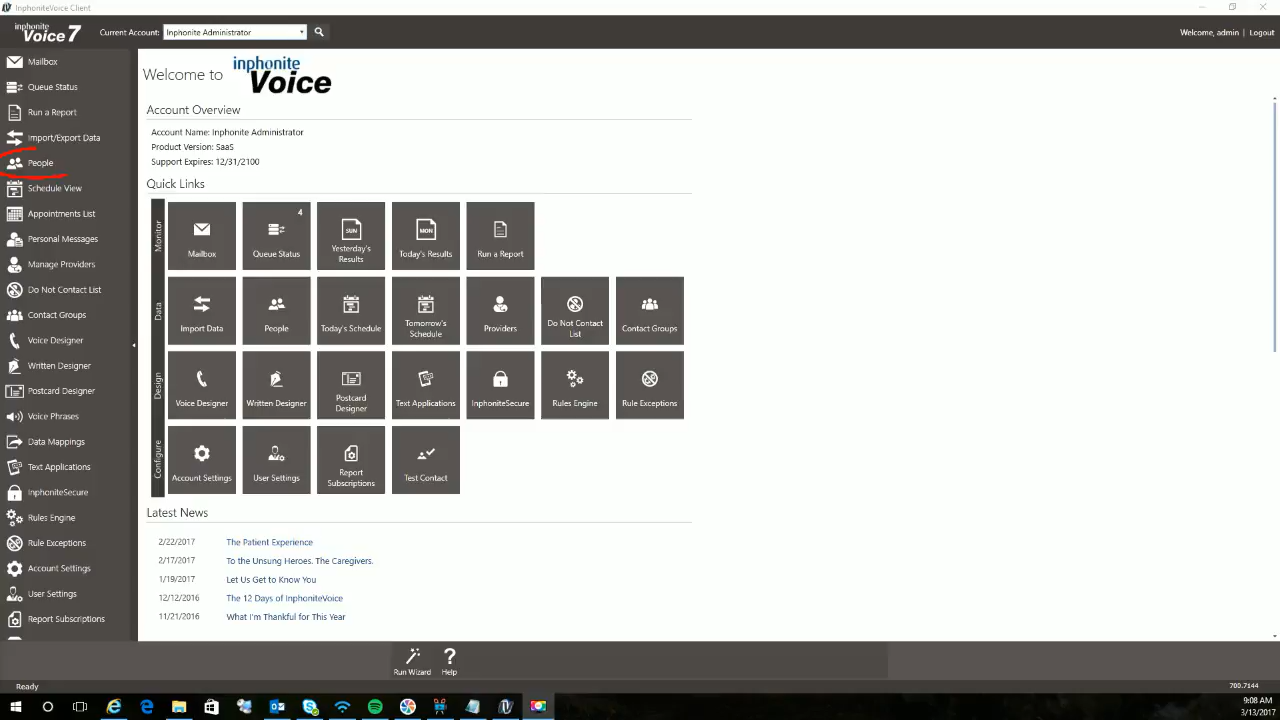 InphoniteVoice Client
inphonite
Voice 7
Current Account:
Inphonite Administrator
Welcome, admin | Logout
Mailbox
Queue Status
Run a Report
Import/Export Data
People
Schedule View
Appointments List
Personal Messages
Manage Providers
Do Not Contact List
Contact Groups
Voice Designer
Written Designer
Postcard Designer
Voice Phrases
Data Mappings
Text Applications
InphoniteSecure
Rules Engine
Rule Exceptions
Account Settings
User Settings
Report Subscriptions
Welcome to
inphonite
Voice
Account Overview
Account Name: Inphonite Administrator
Product Version: SaaS
Support Expires: 12/31/2100
Quick Links
Monitor
Mailbox
4
Queue Status
SUN
Yesterday's
Results
MON
Today's Results
Run a Report
Data
Import Data
People
Today's Schedule
Tomorrow's
Schedule
Providers
Do Not Contact
List
Contact Groups
Design
Voice Designer
Written Designer
Postcard
Designer
Text Applications
InphoniteSecure
Rules Engine
Rule Exceptions
Configure
Account Settings
User Settings
Report
Subscriptions
Test Contact
Latest News
2/22/2017 The Patient Experience
2/17/2017 To the Unsung Heroes. The Caregivers.
1/19/2017 Let Us Get to Know You
12/12/2016 The 12 Days of InphoniteVoice
11/21/2016 What I'm Thankful for This Year
Run Wizard
Help
Ready
700.7144
9:08 AM
3/13/2017